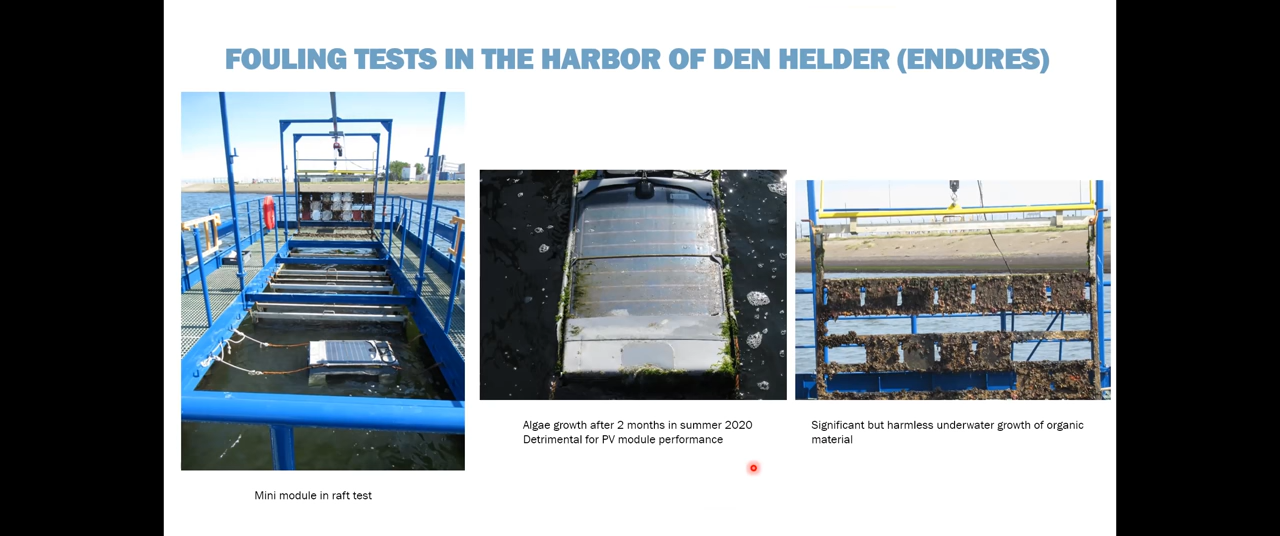 FOULING TESTS IN THE HARBOR OF DEN HELDER (ENDURES)
Mini module in raft test
Algae growth after 2 months in summer 2020
Detrimental for PV module performance
Significant but harmless underwater growth of organic
material